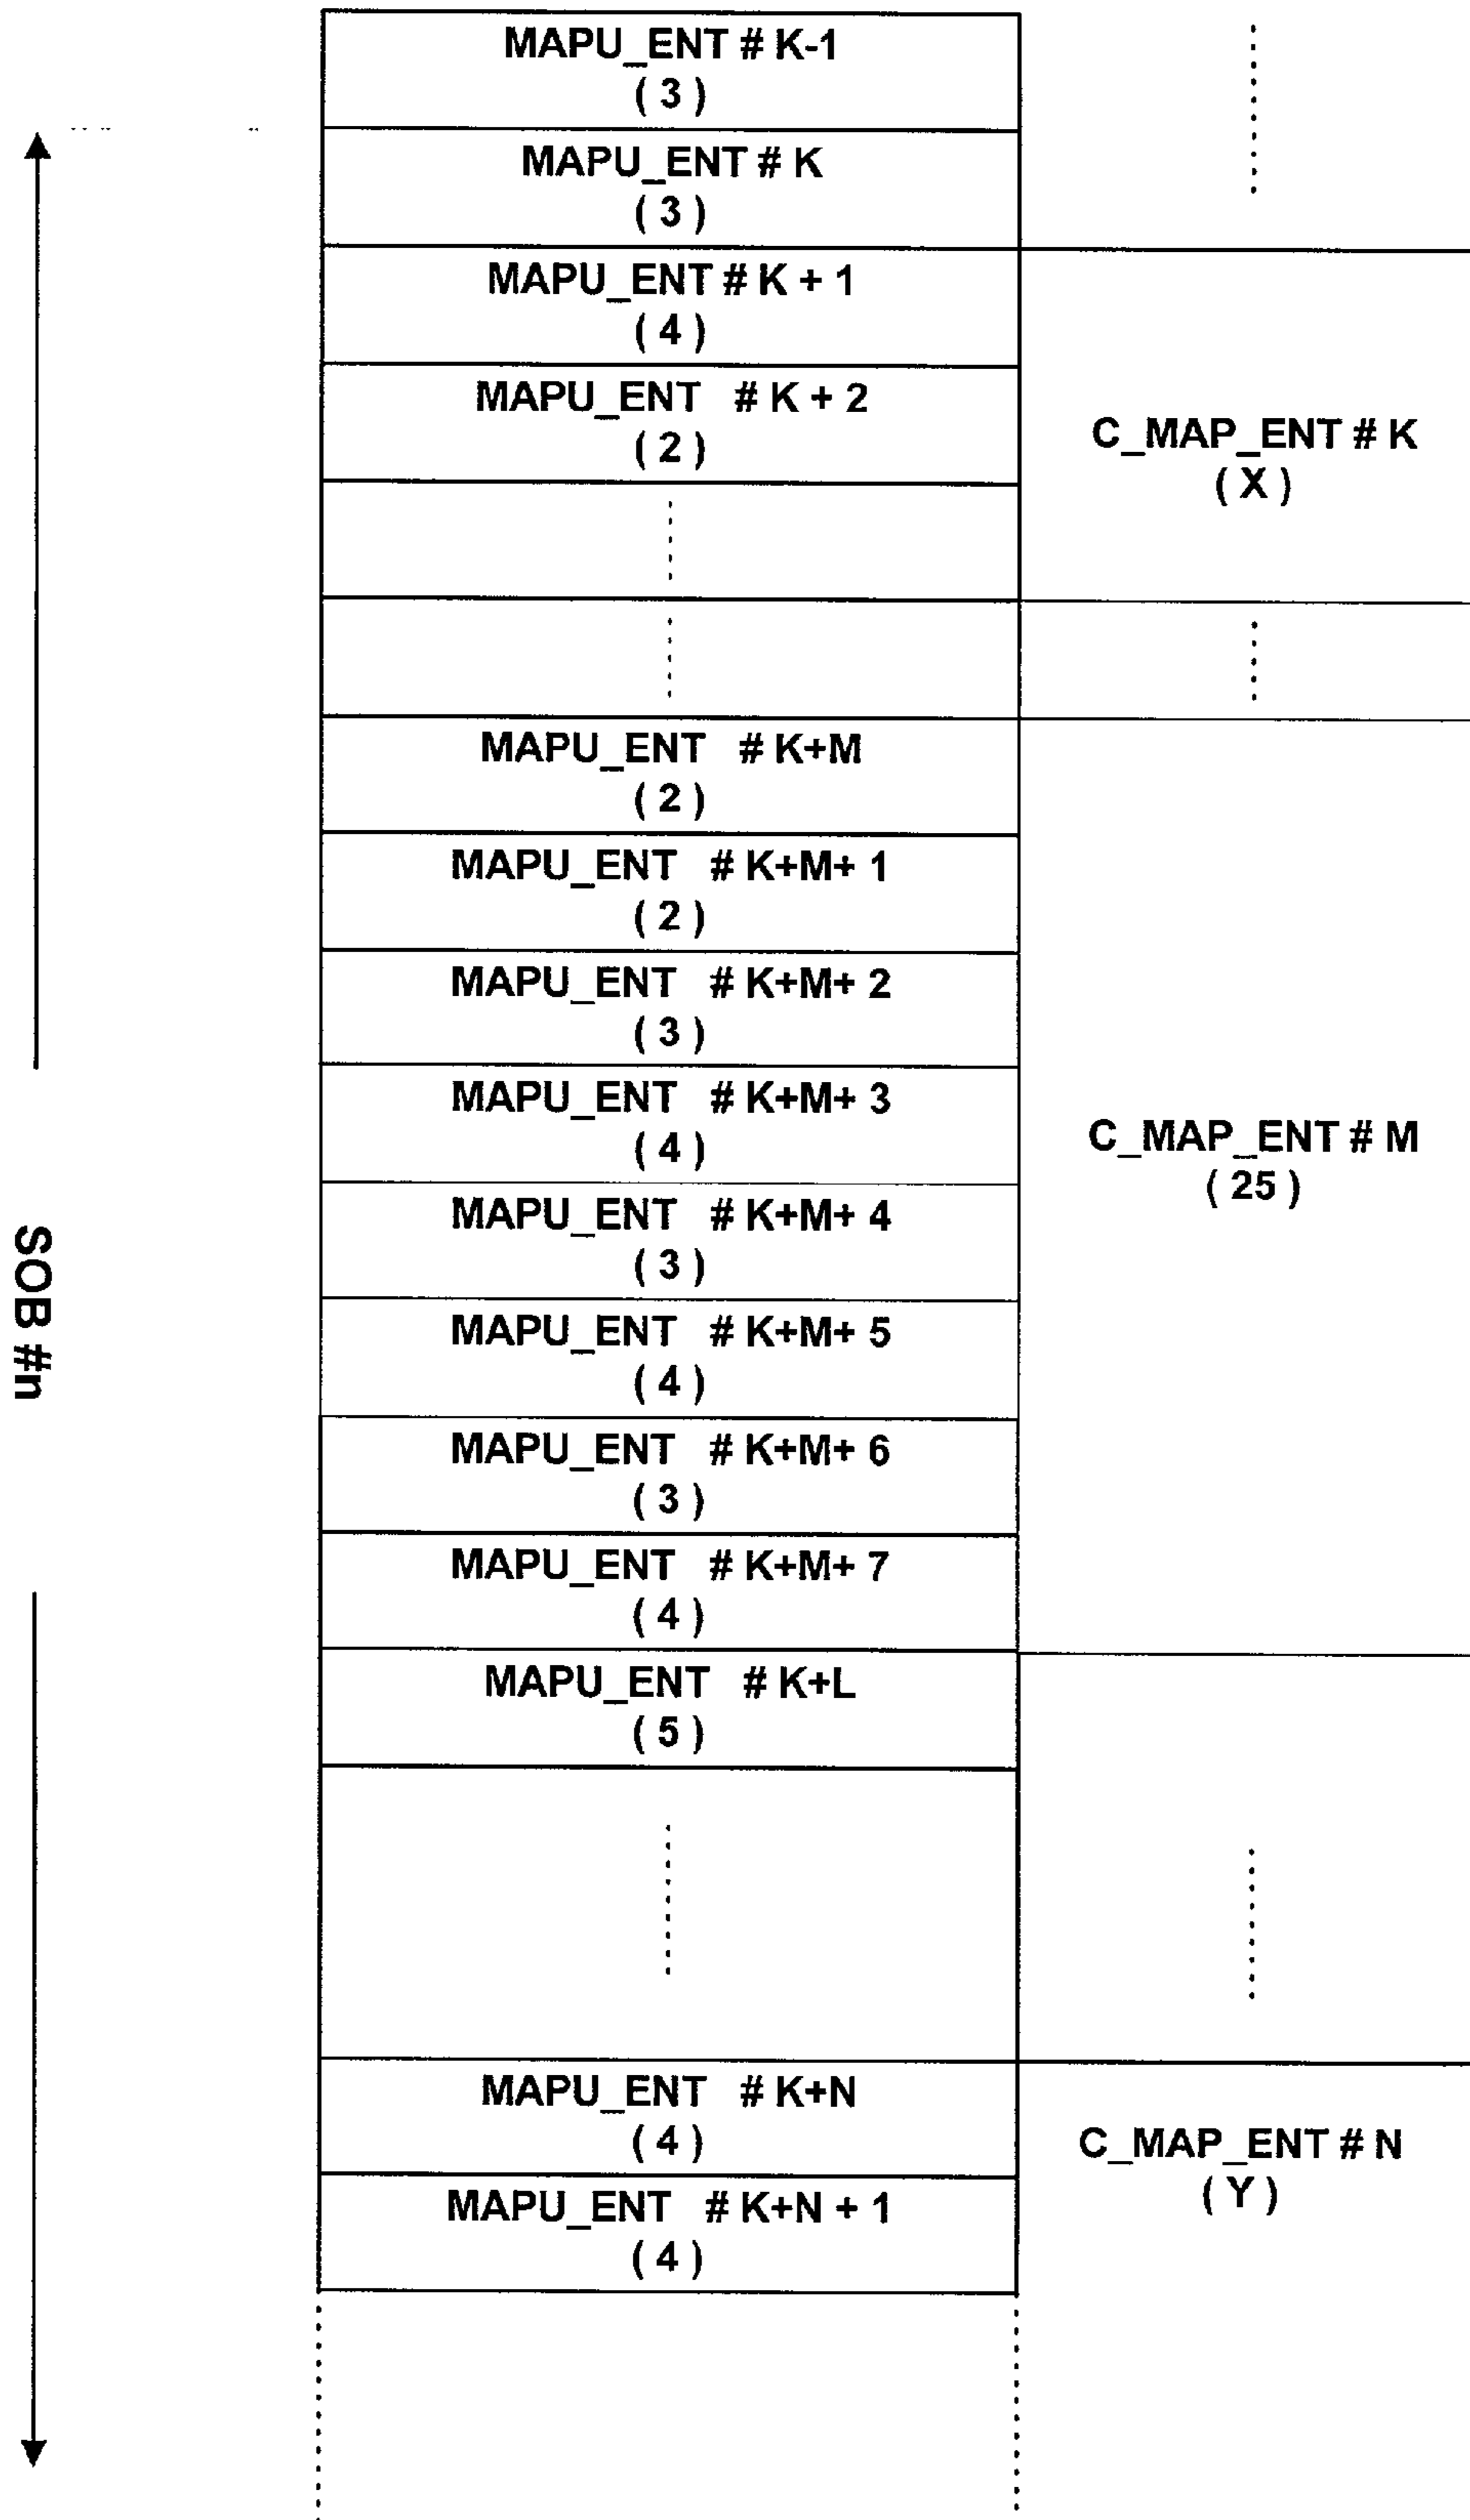 MAPU_ENT # K-1
( 3 )
MAPU_ENT # K
( 3 )
MAPU_ENT # K + 1
( 4 )
MAPU_ENT # K + 2
( 2 )
C_MAP_ENT # K
( X )
MAPU_ENT # K+M
( 2 )
MAPU_ENT # K+M+ 1
( 2 )
MAPU_ENT # K+M+ 2
( 3 )
MAPU_ENT # K+M+ 3
( 4 )
C_MAP_ENT # M
( 25 )
MAPU_ENT # K+M+ 4
( 3 )
SOB #n
MAPU_ENT # K+M+ 5
( 4 )
MAPU_ENT # K+M+ 6
( 3 )
MAPU_ENT # K+M+ 7
( 4 )
MAPU_ENT # K+L
( 5 )
MAPU_ENT # K+N
( 4 )
C_MAP_ENT # N
( Y )
MAPU_ENT # K+N + 1
( 4 )